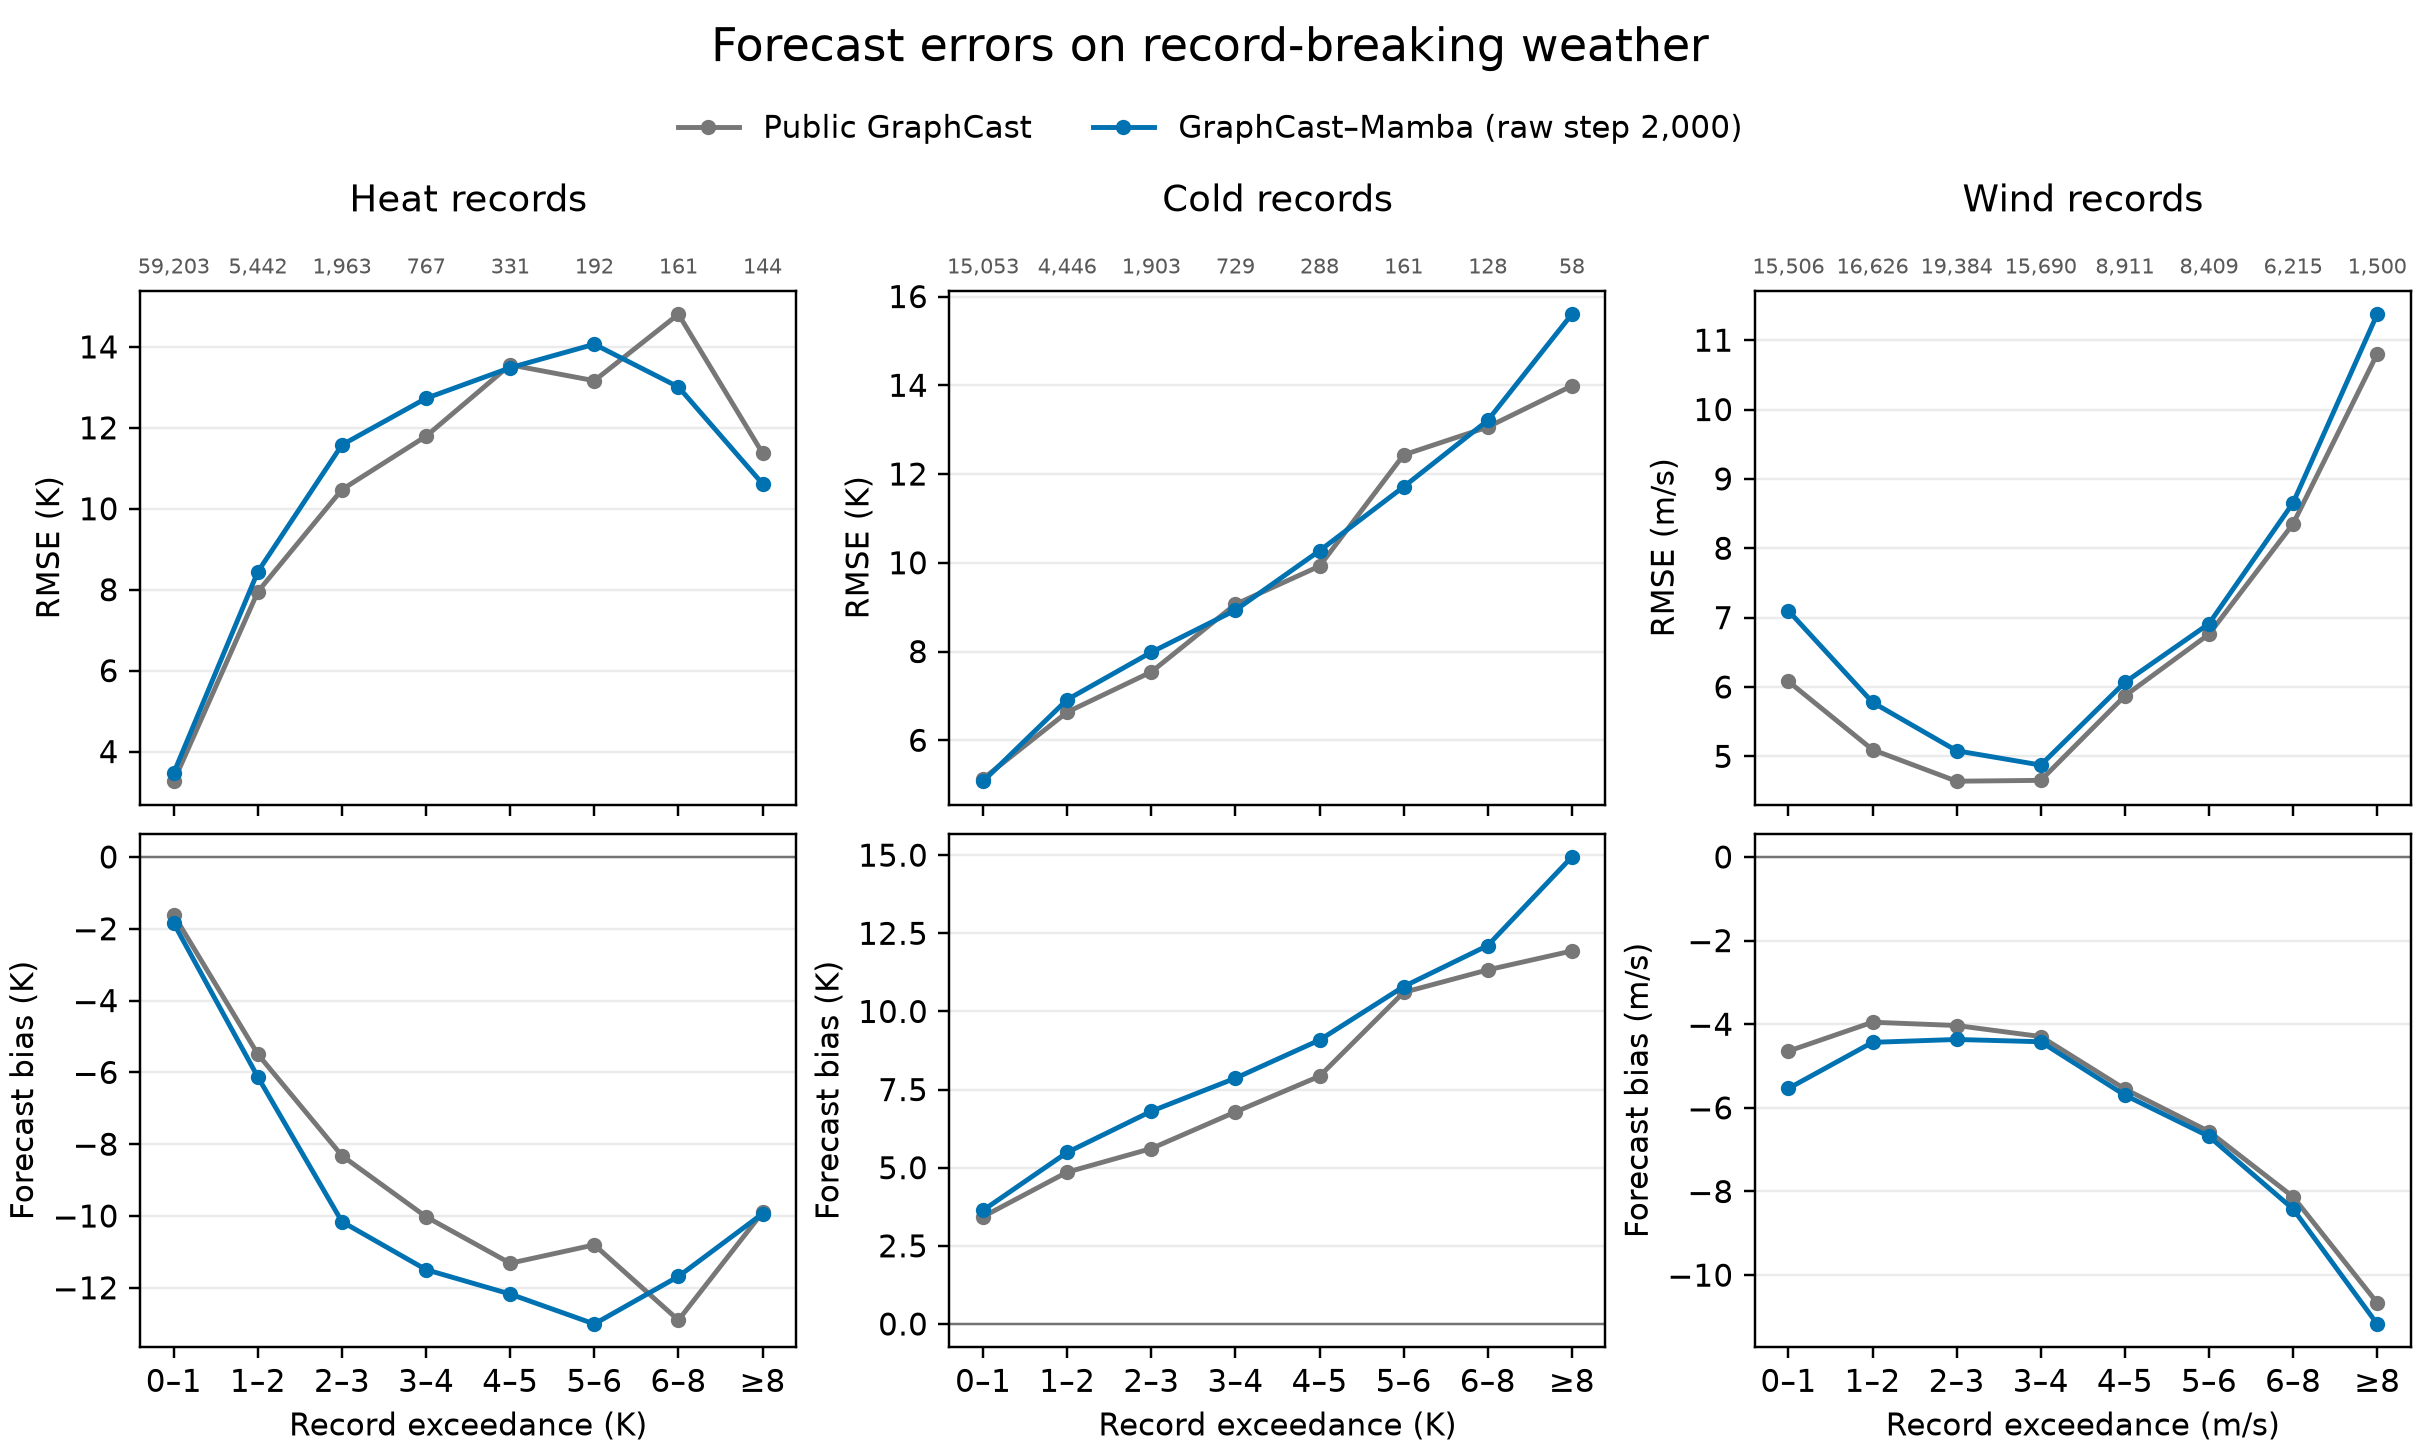 Forecast errors on record-breaking weather
Public GraphCast
GraphCast–Mamba (raw step 2,000)
Heat records
59,203 5,442 1,963 767 331 192 161 144
14
12
10
8
6
4
RMSE (K)
Cold records
15,053 4,446 1,903 729 288 161 128 58
16
14
12
10
8
6
RMSE (K)
Wind records
15,506 16,626 19,384 15,690 8,911 8,409 6,215 1,500
11
10
9
8
7
6
5
RMSE (m/s)
0
−2
−4
−6
−8
−10
−12
Forecast bias (K)
0–1 1–2 2–3 3–4 4–5 5–6 6–8 ≥8
Record exceedance (K)
15.0
12.5
10.0
7.5
5.0
2.5
0.0
Forecast bias (K)
0–1 1–2 2–3 3–4 4–5 5–6 6–8 ≥8
Record exceedance (K)
0
−2
−4
−6
−8
−10
Forecast bias (m/s)
0–1 1–2 2–3 3–4 4–5 5–6 6–8 ≥8
Record exceedance (m/s)